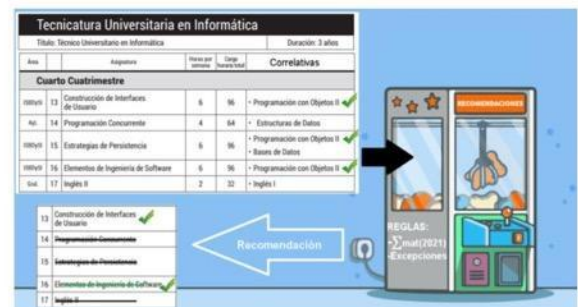 Tecnicatura Universitaria en Informática
Título: Técnico Universitario en Informática Duración: 3 años
Área Asignatura Horas por semana Carga horaria total Correlativas
Cuarto Cuatrimestre
13 Construcción de Interfaces de Usuario 6 96 • Programación con Objetos II
14 Programación Concurrente 4 64 • Estructuras de Datos
15 Estrategias de Persistencia 6 96 • Programación con Objetos II
• Bases de Datos
16 Elementos de Ingeniería de Software 6 96 • Programación con Objetos II
17 Inglés II 2 32 • Inglés I
RECOMENDACIONES
REGLAS:
-∑mat(2021)
-Excepciones
Recomendación
13 Construcción de Interfaces de Usuario
14 Programación Concurrente
15 Estrategias de Persistencia
16 Elementos de Ingeniería de Software
17 Inglés II